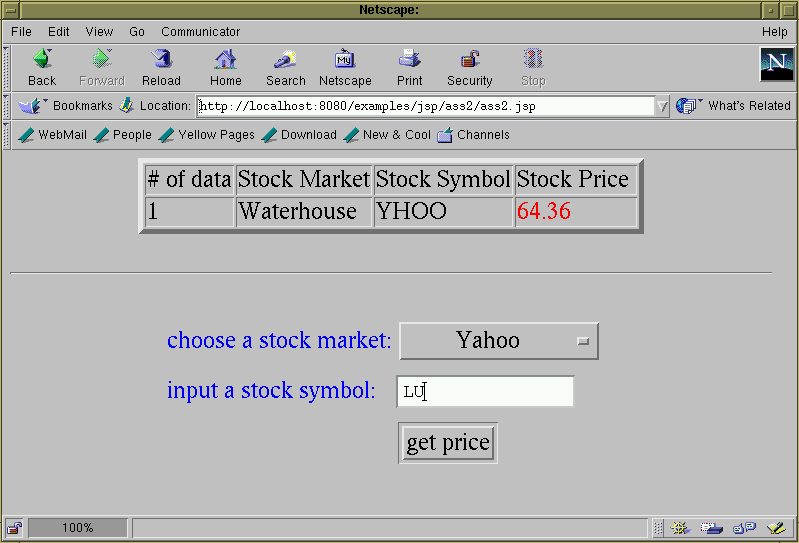 Netscape:
File Edit View Go Communicator Help
My
N
Back Forward Reload Home Search Netscape Print Security Stop
Bookmarks Location: http://localhost:8080/examples/jsp/ass2/ass2.jsp What's Related
WebMail People Yellow Pages Download New & Cool Channels
# of data Stock Market Stock Symbol Stock Price
1 Waterhouse YHOO 64.36
choose a stock market: Yahoo
input a stock symbol: LU
get price
100%